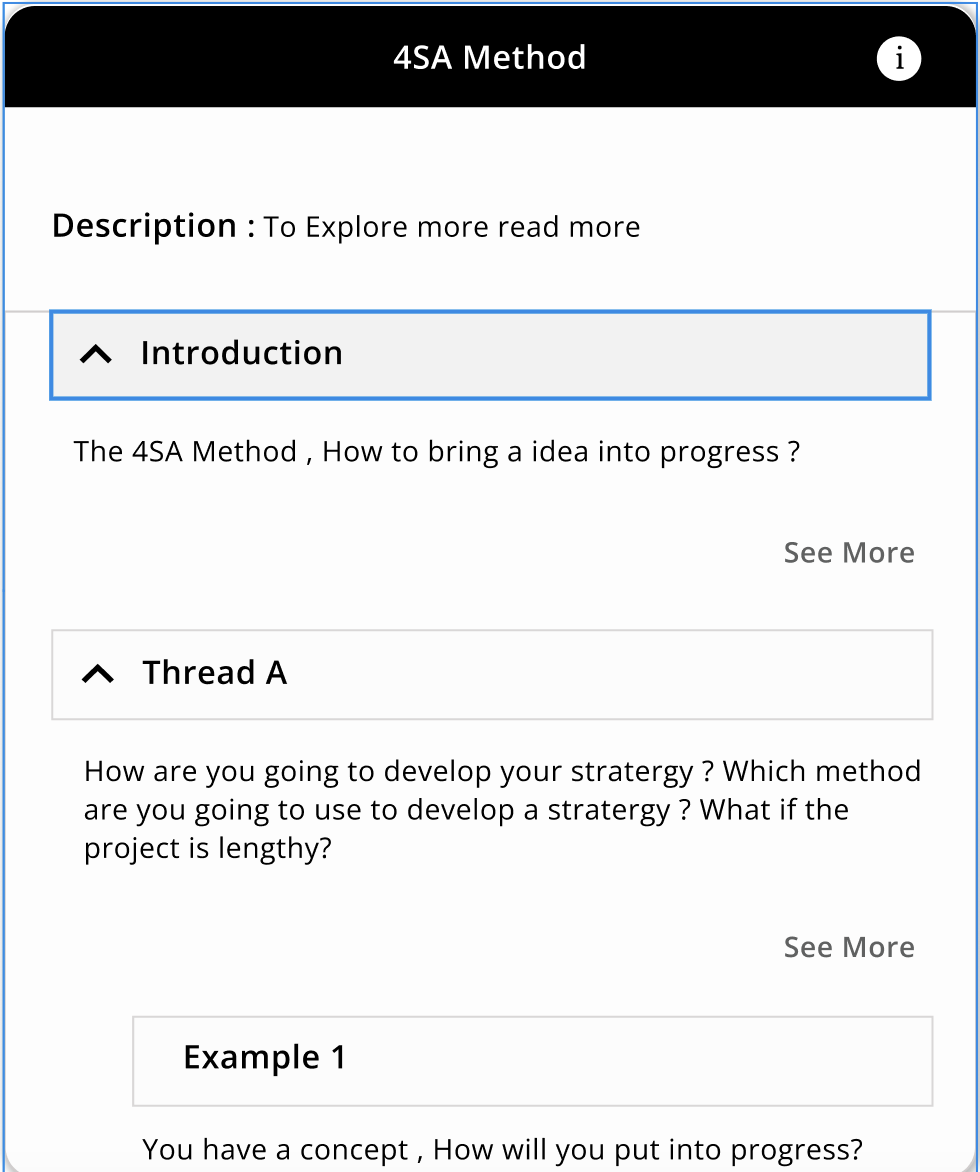 4SA Method
i
Description : To Explore more read more
Introduction
The 4SA Method , How to bring a idea into progress ?
See More
Thread A
How are you going to develop your stratergy ? Which method
are you going to use to develop a stratergy ? What if the
project is lengthy?
See More
Example 1
You have a concept , How will you put into progress?